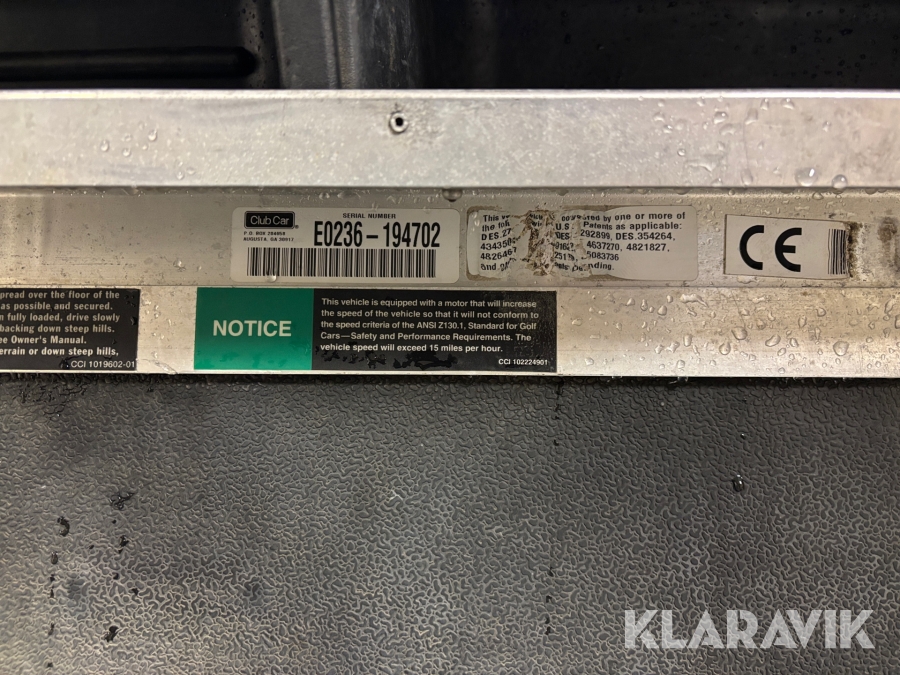 Club Car
P.O. BOX 204658
AUGUSTA, GA 30917
SERIAL NUMBER
E0236-194702
This by one or more of
the U.S. Patents as applicable:
DES. 292899, DES. 354264,
4637270, 4821827,
5083736
and Pending.
CE
spread over the floor of the
as possible and secured.
fully loaded, drive slowly
backing down steep hills.
Owner's Manual.
or down steep hills,
CCI 1019602-01
NOTICE
This vehicle is equipped with a motor that will increase
the speed of the vehicle so that it will not conform to
the speed criteria of the ANSI Z130.1, Standard for Golf
Cars—Safety and Performance Requirements. The
vehicle speed will exceed 15 miles per hour.
CCI 102224901
KLARAVIK